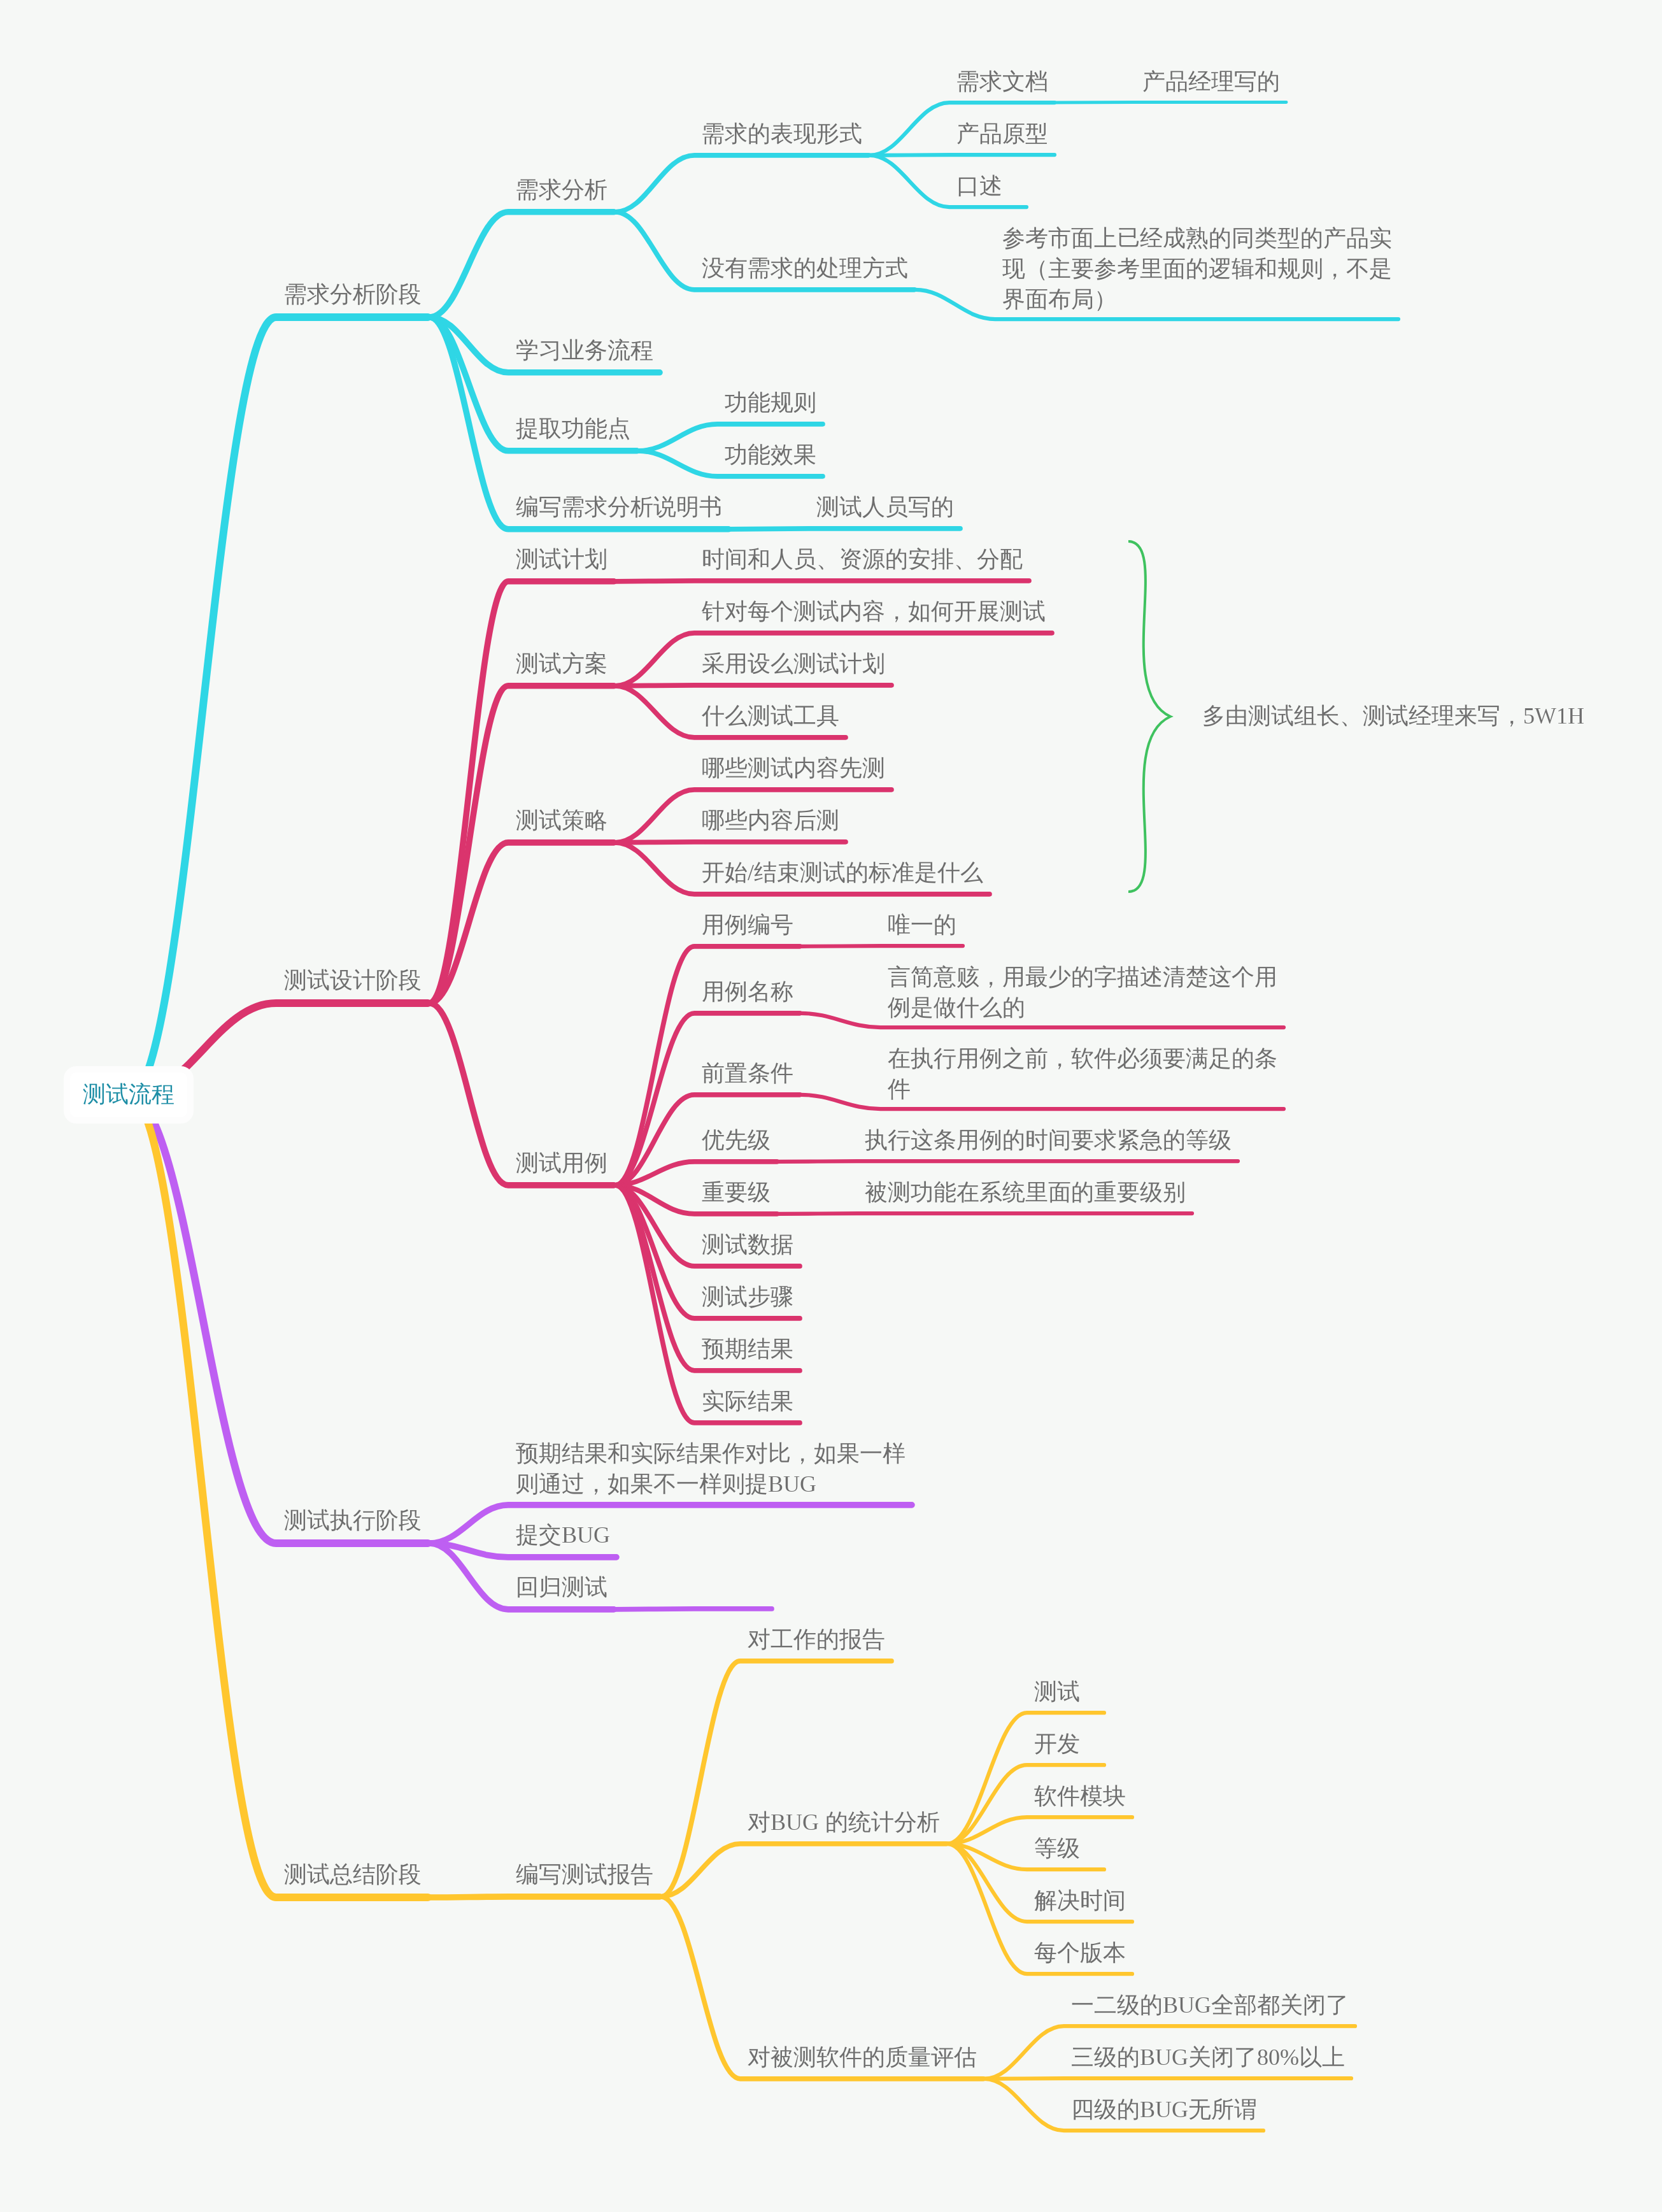 测试流程
需求分析阶段
需求分析
需求的表现形式
需求文档
产品经理写的
产品原型
口述
没有需求的处理方式
参考市面上已经成熟的同类型的产品实
现（主要参考里面的逻辑和规则，不是
界面布局）
学习业务流程
提取功能点
功能规则
功能效果
编写需求分析说明书
测试人员写的
测试设计阶段
测试计划
时间和人员、资源的安排、分配
测试方案
针对每个测试内容，如何开展测试
采用设么测试计划
什么测试工具
测试策略
哪些测试内容先测
哪些内容后测
开始/结束测试的标准是什么
多由测试组长、测试经理来写，5W1H
测试用例
用例编号
唯一的
用例名称
言简意赅，用最少的字描述清楚这个用
例是做什么的
前置条件
在执行用例之前，软件必须要满足的条
件
优先级
执行这条用例的时间要求紧急的等级
重要级
被测功能在系统里面的重要级别
测试数据
测试步骤
预期结果
实际结果
测试执行阶段
预期结果和实际结果作对比，如果一样
则通过，如果不一样则提BUG
提交BUG
回归测试
测试总结阶段
编写测试报告
对工作的报告
对BUG 的统计分析
测试
开发
软件模块
等级
解决时间
每个版本
对被测软件的质量评估
一二级的BUG全部都关闭了
三级的BUG关闭了80%以上
四级的BUG无所谓